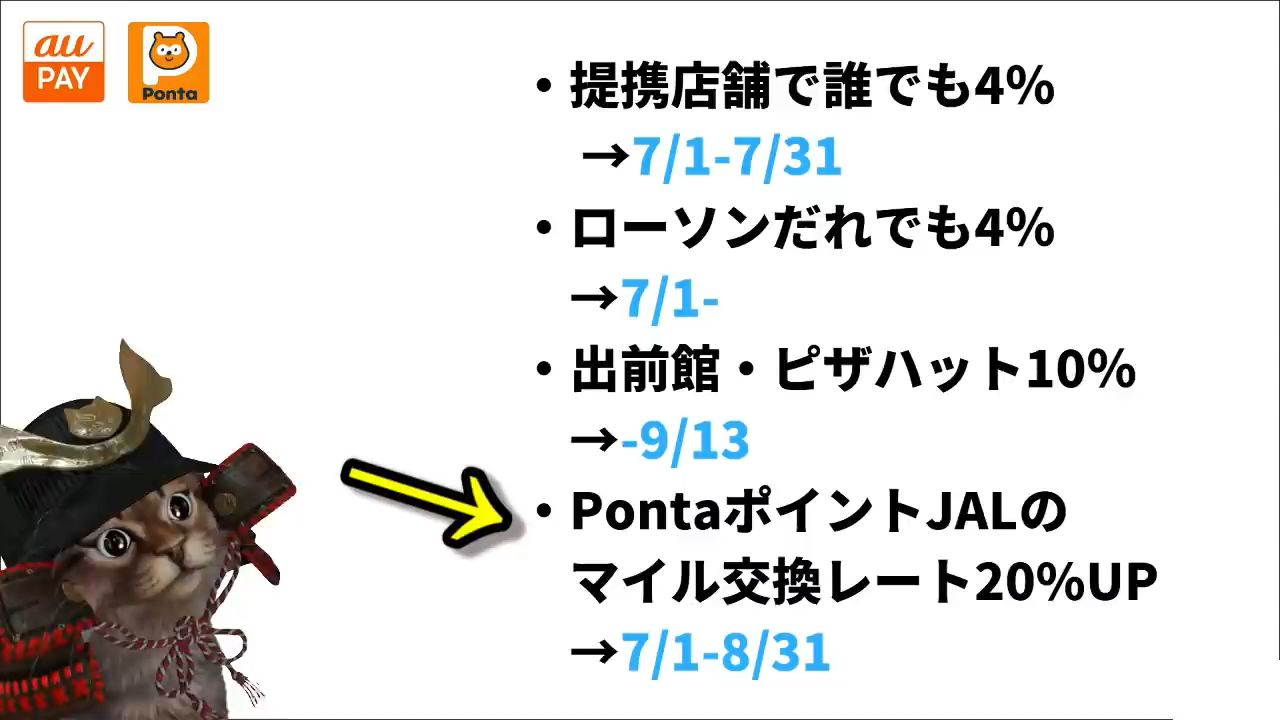 au
PAY
Ponta
・提携店舗で誰でも4%
→7/1-7/31
・ローソンだれでも4%
→7/1-
・出前館・ピザハット10%
→-9/13
・PontaポイントJALの
マイル交換レート20%UP
→7/1-8/31